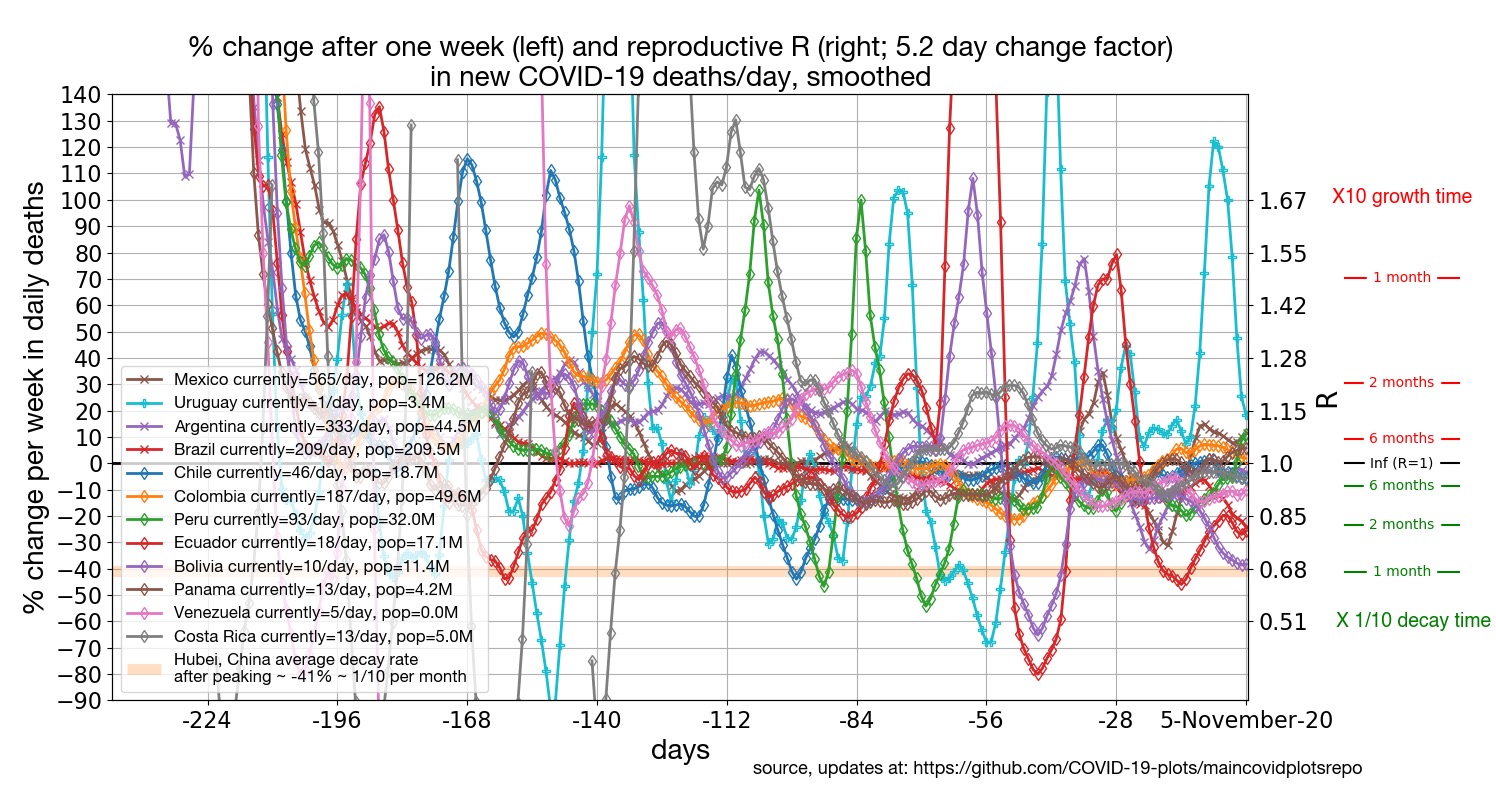 % change after one week (left) and reproductive R (right; 5.2 day change factor)
in new COVID-19 deaths/day, smoothed
140
130
120
110
100
90
80
70
60
50
40
30
20
10
0
−10
−20
−30
−40
−50
−60
−70
−80
−90
% change per week in daily deaths
Mexico currently=565/day, pop=126.2M
Uruguay currently=1/day, pop=3.4M
Argentina currently=333/day, pop=44.5M
Brazil currently=209/day, pop=209.5M
Chile currently=46/day, pop=18.7M
Colombia currently=187/day, pop=49.6M
Peru currently=93/day, pop=32.0M
Ecuador currently=18/day, pop=17.1M
Bolivia currently=10/day, pop=11.4M
Panama currently=13/day, pop=4.2M
Venezuela currently=5/day, pop=0.0M
Costa Rica currently=13/day, pop=5.0M
Hubei, China average decay rate
after peaking ~ -41% ~ 1/10 per month
1.67
1.55
1.42
1.28
1.15
1.0
0.85
0.68
0.51
R
X10 growth time
1 month
2 months
6 months
Inf (R=1)
6 months
2 months
1 month
X 1/10 decay time
-224
-196
-168
-140
-112
-84
-56
-28
5-November-20
days
source, updates at: https://github.com/COVID-19-plots/maincovidplotsrepo